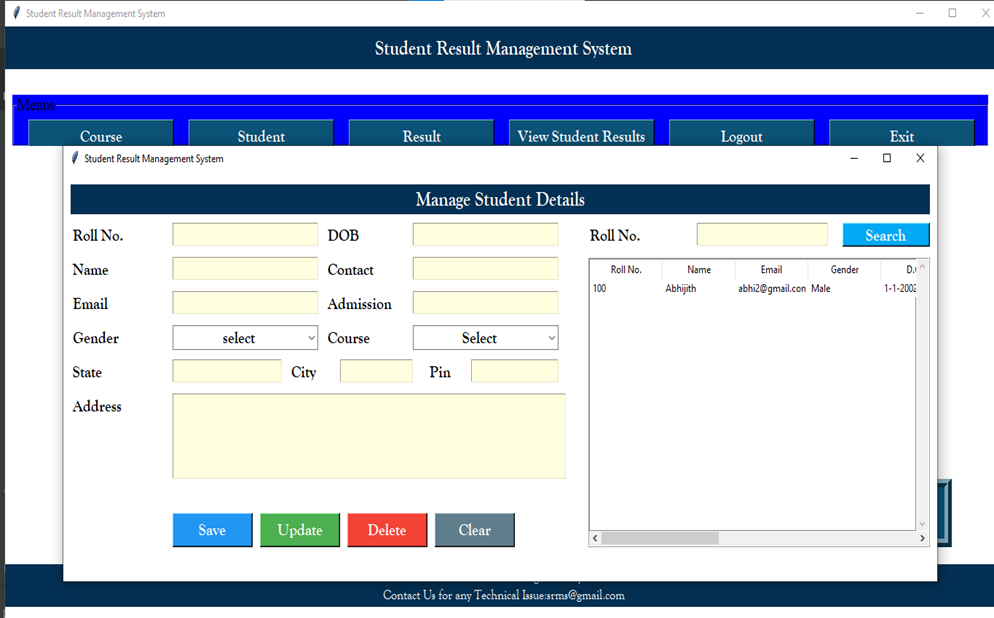 Student Result Management System
Student Result Management System
Menus
Course Student Result View Student Results Logout Exit
Student Result Management System
Manage Student Details
Roll No. DOB Roll No. Search
Name Contact
Email Admission
Gender select Course Select
State City Pin
Address
Roll No. Name Email Gender
100 Abhijith abhi2@gmail.con Male 1-1-2002
Save Update Delete Clear
Contact Us for any Technical Issue:srms@gmail.com